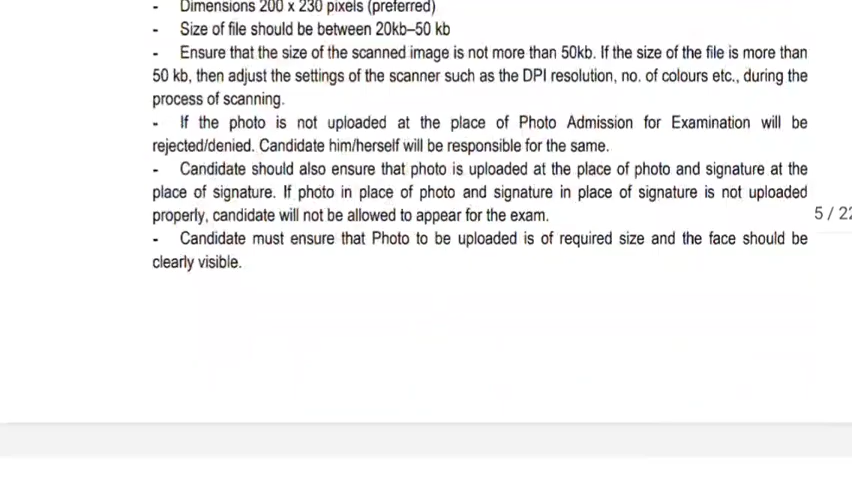 - Dimensions 200 x 230 pixels (preferred)
- Size of file should be between 20kb–50 kb
- Ensure that the size of the scanned image is not more than 50kb. If the size of the file is more than
50 kb, then adjust the settings of the scanner such as the DPI resolution, no. of colours etc., during the
process of scanning.
- If the photo is not uploaded at the place of Photo Admission for Examination will be
rejected/denied. Candidate him/herself will be responsible for the same.
- Candidate should also ensure that photo is uploaded at the place of photo and signature at the
place of signature. If photo in place of photo and signature in place of signature is not uploaded
properly, candidate will not be allowed to appear for the exam.
5 / 22
- Candidate must ensure that Photo to be uploaded is of required size and the face should be
clearly visible.